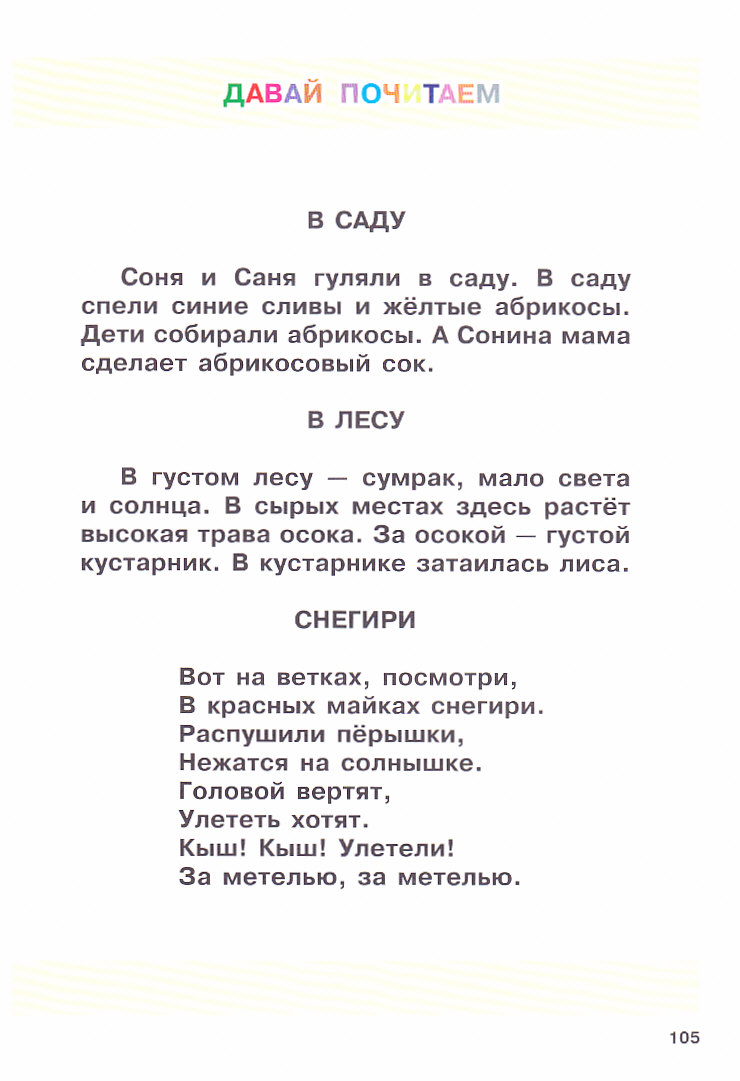 ДАВАЙ ПОЧИТАЕМ
В САДУ
Соня и Саня гуляли в саду. В саду
спели синие сливы и жёлтые абрикосы.
Дети собирали абрикосы. А Сонина мама
сделает абрикосовый сок.
В ЛЕСУ
В густом лесу — сумрак, мало света
и солнца. В сырых местах здесь растёт
высокая трава осока. За осокой — густой
кустарник. В кустарнике затаилась лиса.
СНЕГИРИ
Вот на ветках, посмотри,
В красных майках снегири.
Распушили пёрышки,
Нежатся на солнышке.
Головой вертят,
Улететь хотят.
Кыш! Кыш! Улетели!
За метелью, за метелью.
105